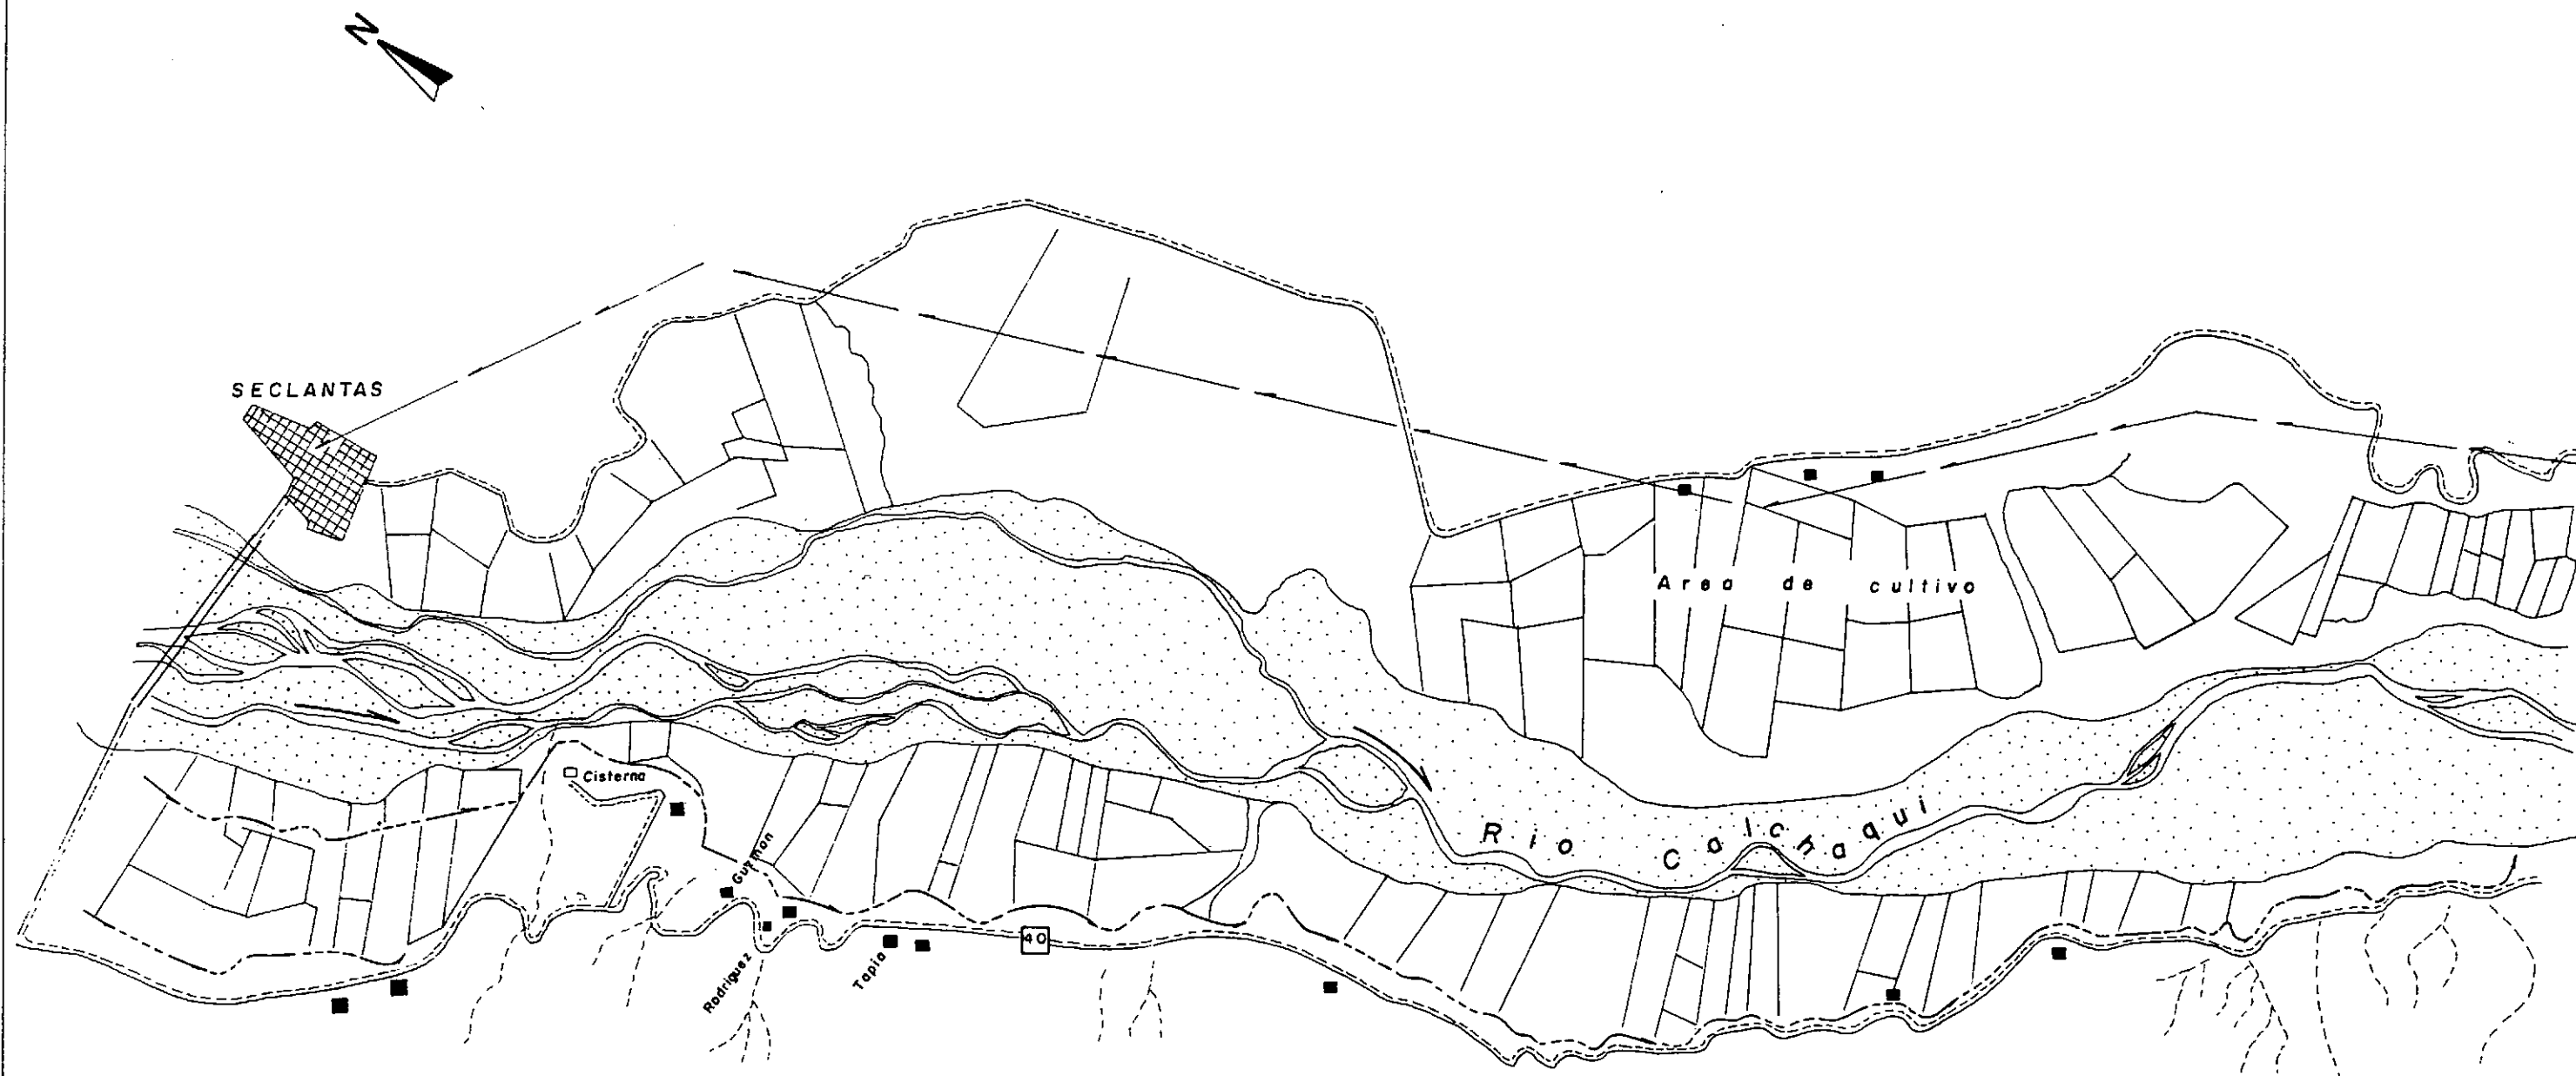 N
SECLANTAS
Area de cultivo
Cisterna
Rio Calchaqui
Guzman
40
Rodriguez
Tapia